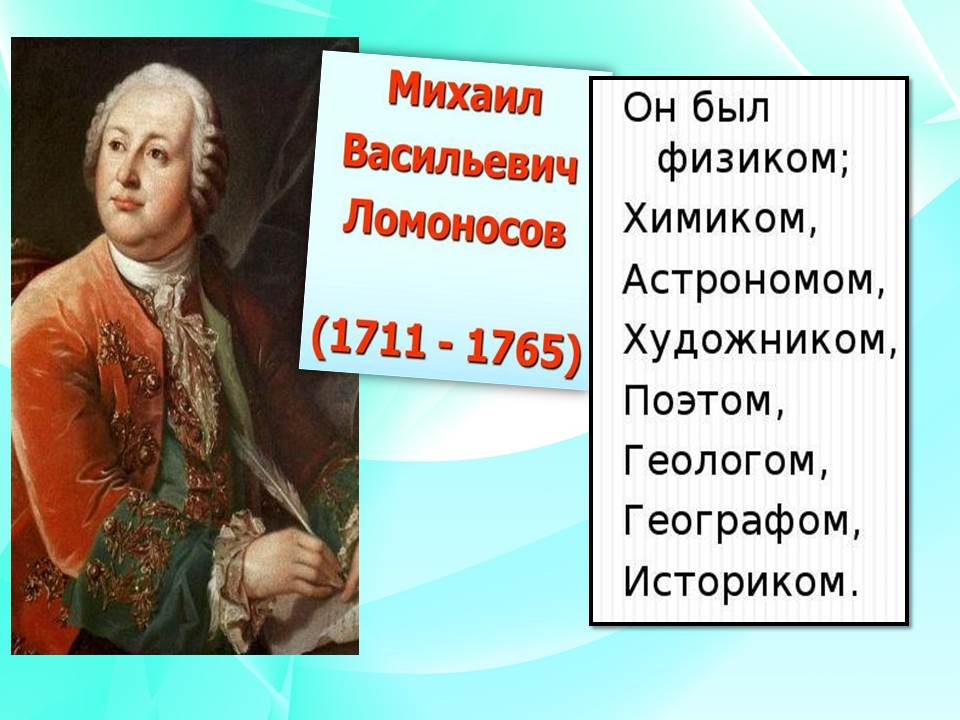 Михаил
Васильевич
Ломоносов
(1711 - 1765)
Он был
физиком;
Химиком,
Астрономом,
Художником,
Поэтом,
Геологом,
Географом,
Историком.